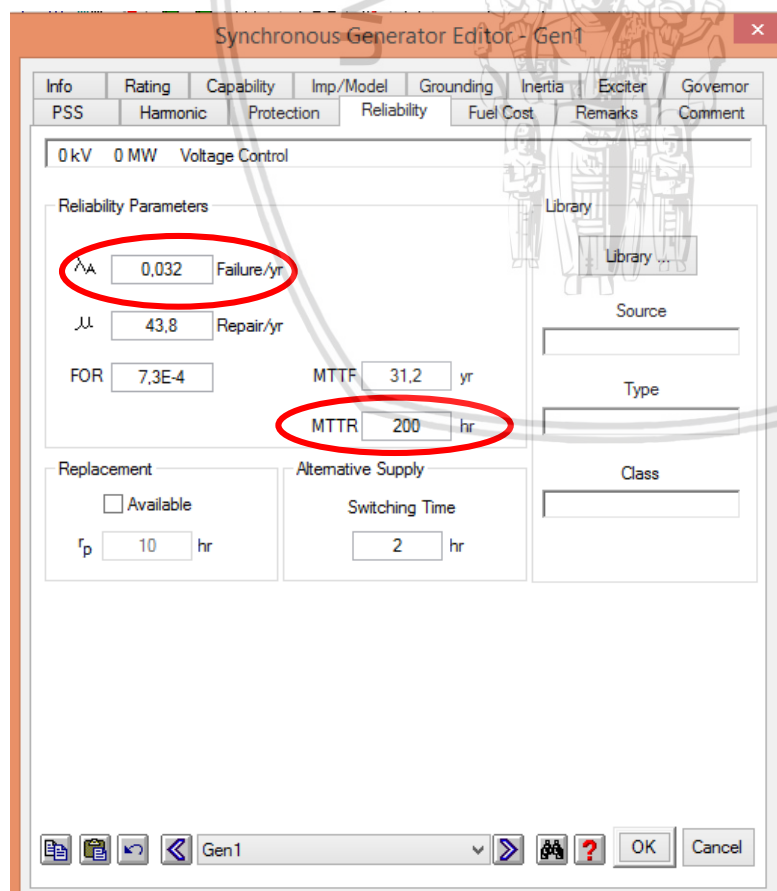 Synchronous Generator Editor - Gen1
Info Rating Capability Imp/Model Grounding Inertia Exciter Governor
PSS Harmonic Protection Reliability Fuel Cost Remarks Comment
0 kV 0 MW Voltage Control
Reliability Parameters
λA 0,032 Failure/yr
μ 43,8 Repair/yr
FOR 7,3E-4 MTTF 31,2 yr
MTTR 200 hr
Library
Library ...
Source
Type
Class
Replacement
Available
rp 10 hr
Alternative Supply
Switching Time
2 hr
Gen1
? OK Cancel